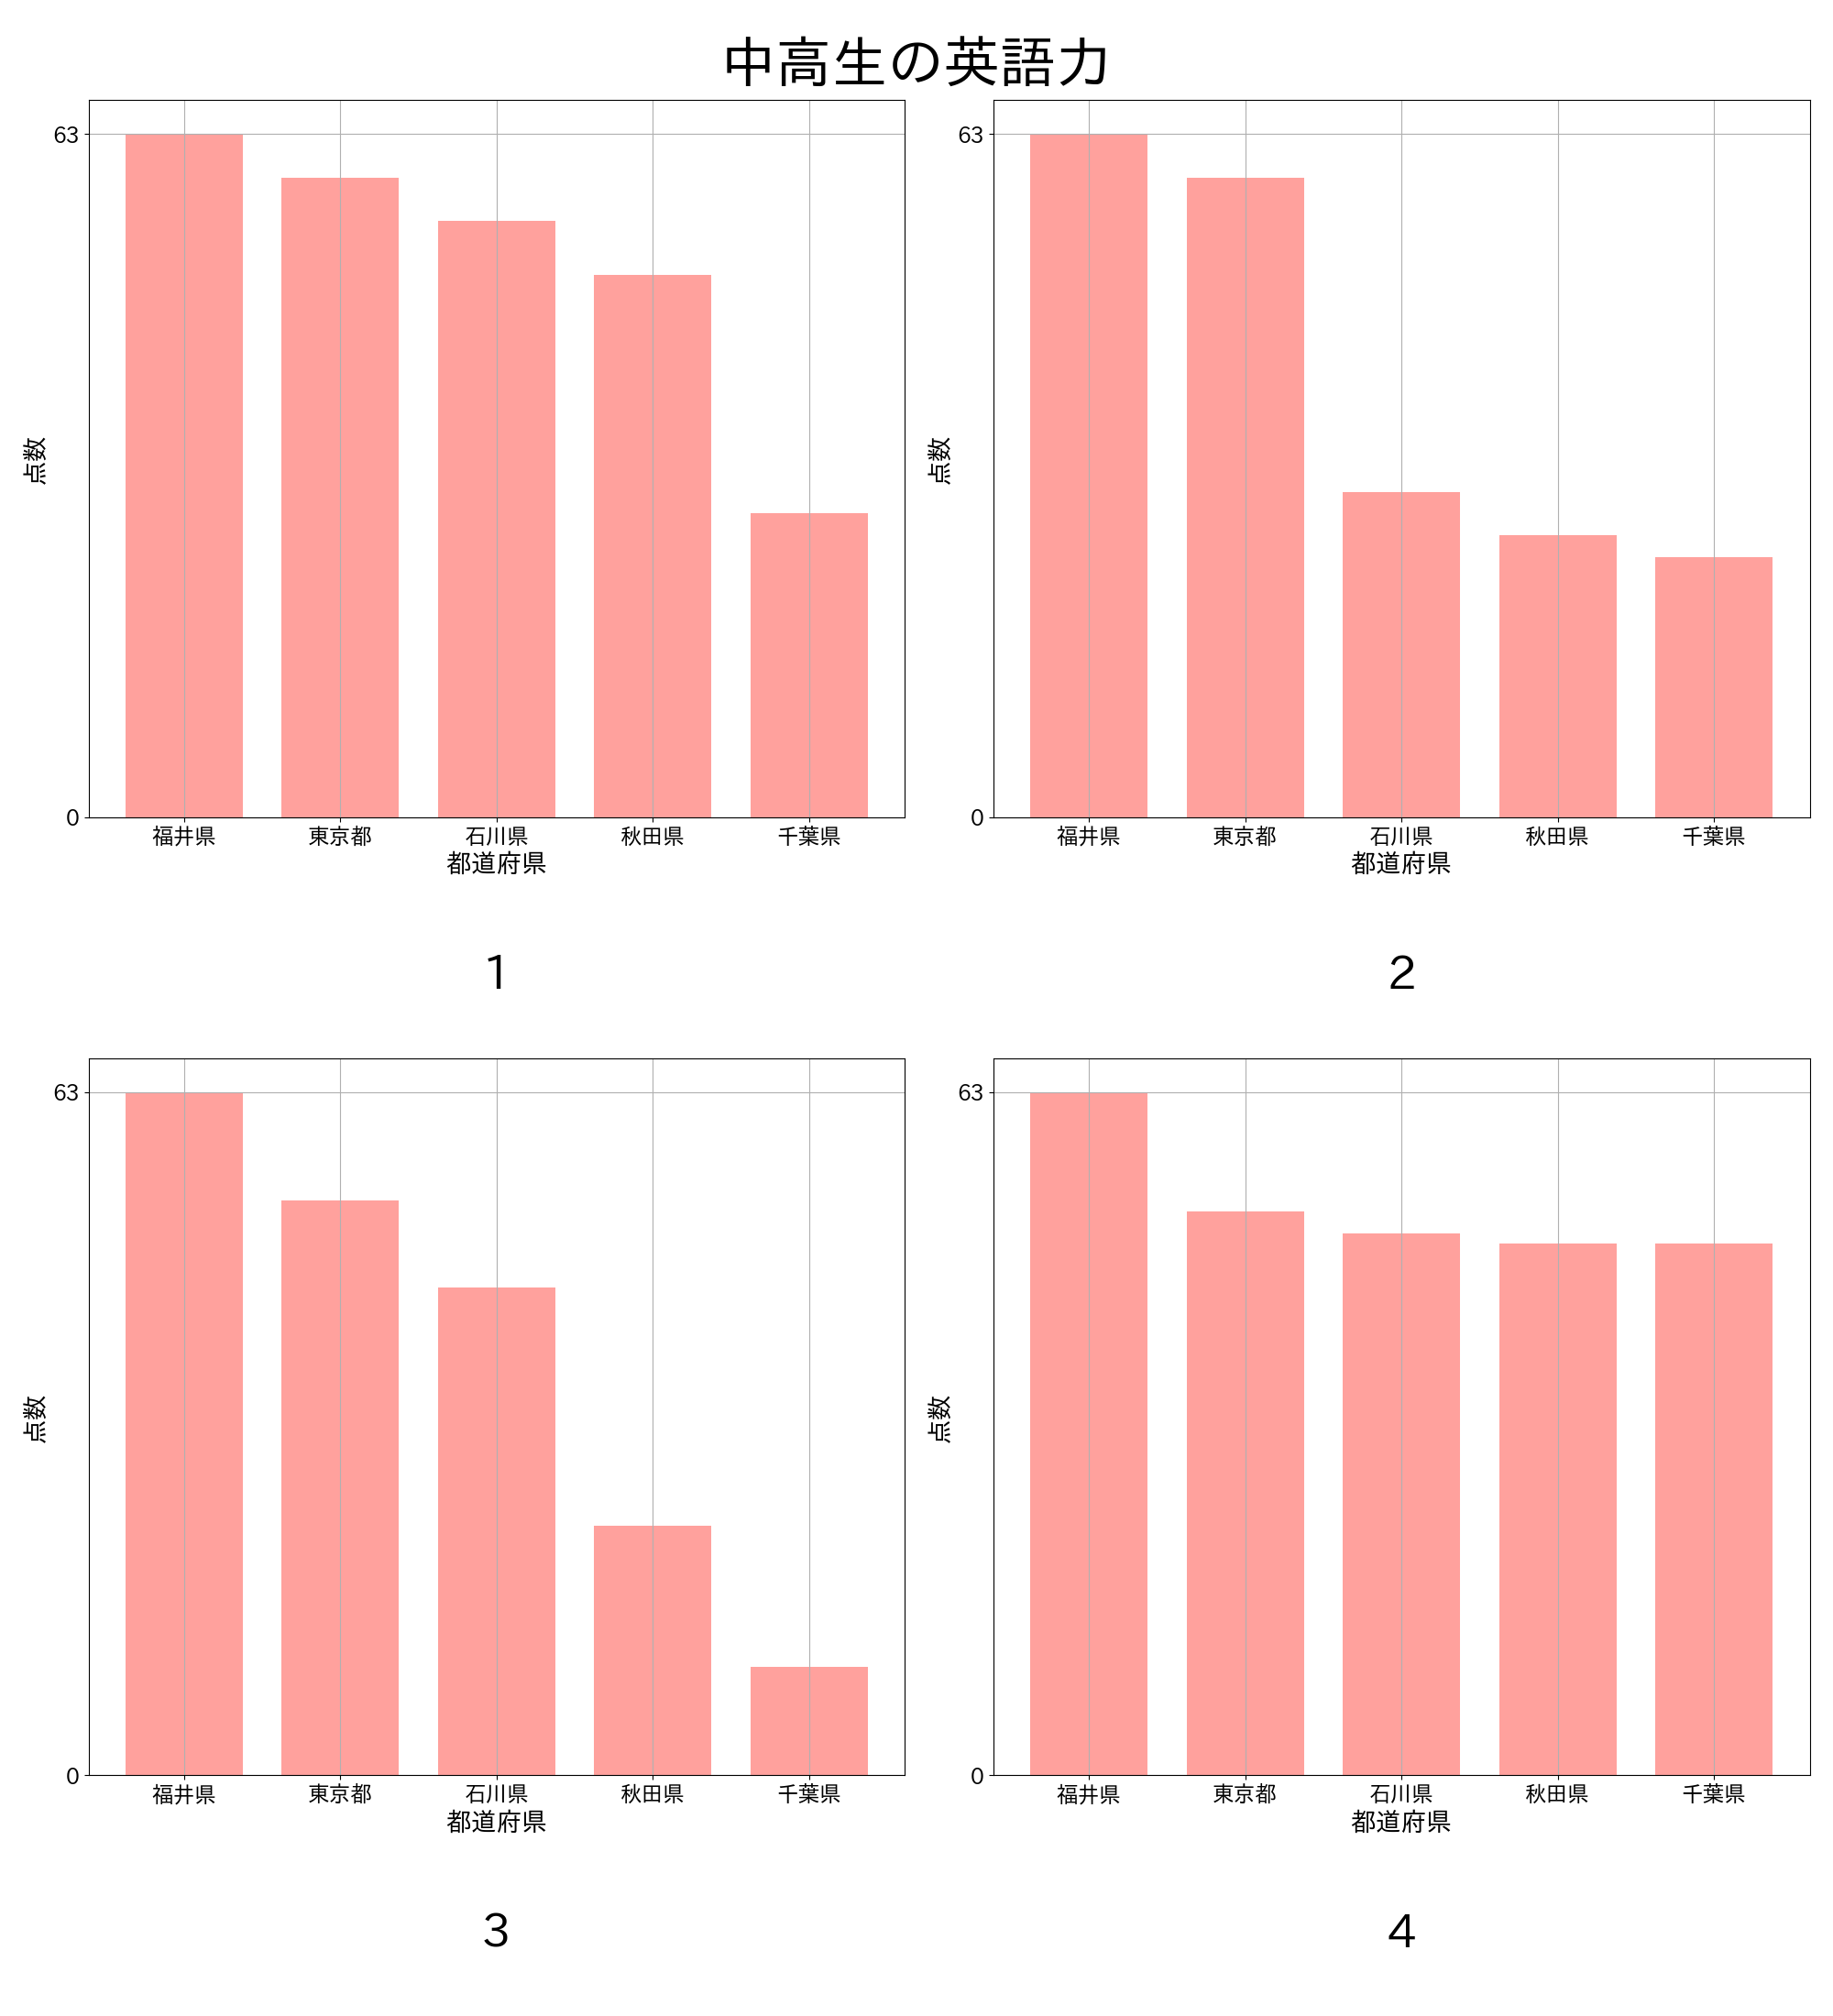 中高生の英語力
63
0
点数
福井県 東京都 石川県 秋田県 千葉県
都道府県
1
63
0
点数
福井県 東京都 石川県 秋田県 千葉県
都道府県
2
63
0
点数
福井県 東京都 石川県 秋田県 千葉県
都道府県
3
63
0
点数
福井県 東京都 石川県 秋田県 千葉県
都道府県
4